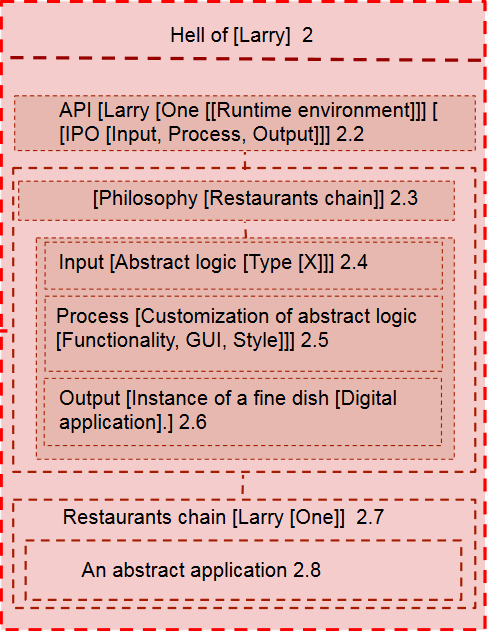 Hell of [Larry]  2
API [Larry [One [[Runtime environment]]] [
[IPO [Input, Process, Output]]] 2.2
[Philosophy [Restaurants chain]] 2.3
Input [Abstract logic [Type [X]]] 2.4
Process [Customization of abstract logic
[Functionality, GUI, Style]]] 2.5
Output [Instance of a fine dish [Digital
application].] 2.6
Restaurants chain [Larry [One]]  2.7
An abstract application 2.8